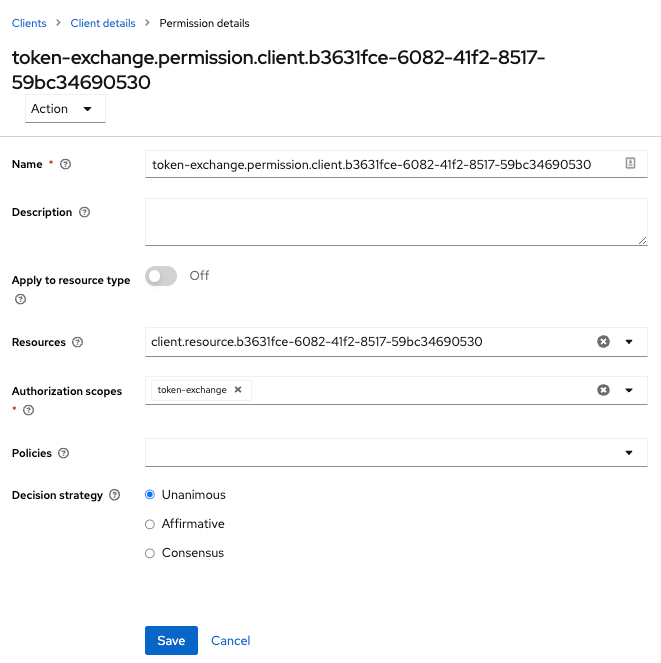 Clients > Client details > Permission details
token-exchange.permission.client.b3631fce-6082-41f2-8517-
59bc34690530
Action
Name * token-exchange.permission.client.b3631fce-6082-41f2-8517-59bc34690530
Description
Apply to resource type Off
Resources client.resource.b3631fce-6082-41f2-8517-59bc34690530
Authorization scopes * token-exchange
Policies
Decision strategy Unanimous
Affirmative
Consensus
Save Cancel